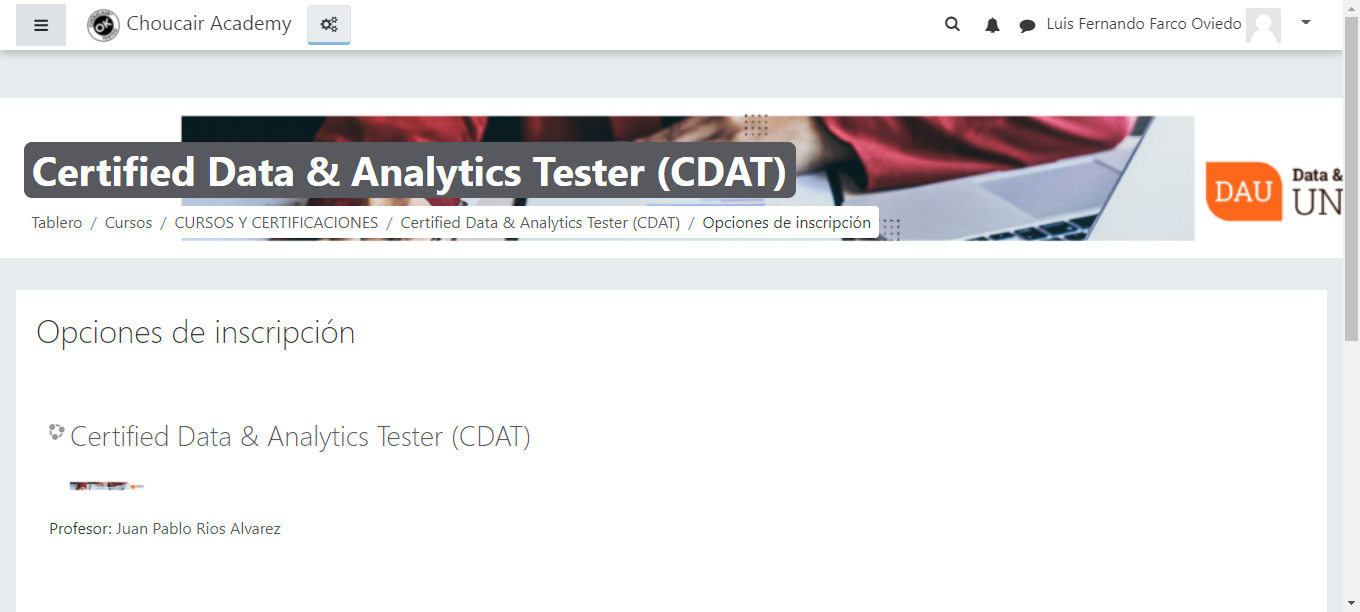 Choucair Academy
Luis Fernando Farco Oviedo
DAU
Data &
UN
Certified Data & Analytics Tester (CDAT)
Tablero / Cursos / CURSOS Y CERTIFICACIONES / Certified Data & Analytics Tester (CDAT) / Opciones de inscripción
Opciones de inscripción
Certified Data & Analytics Tester (CDAT)
Profesor: Juan Pablo Rios Alvarez